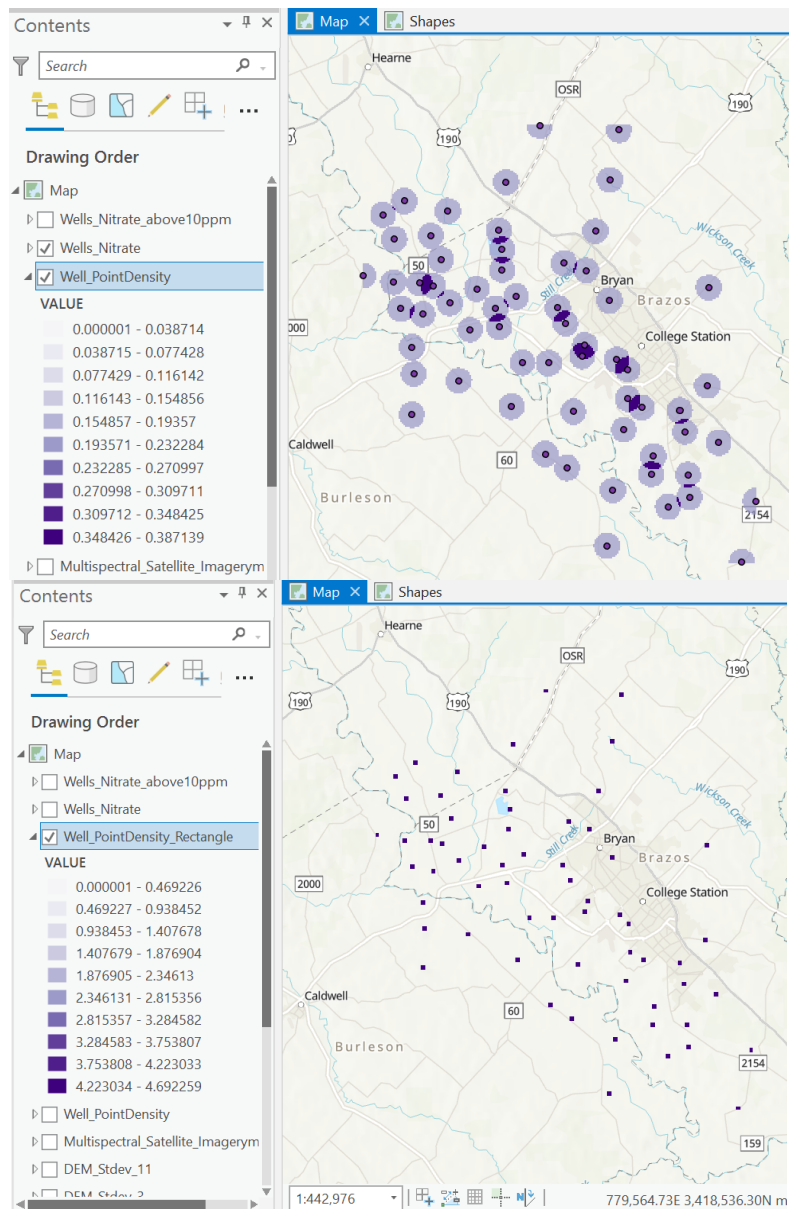 Contents
Search
Drawing Order
Map
Wells_Nitrate_above10ppm
Wells_Nitrate
Well_PointDensity
VALUE
0.000001 - 0.038714
0.038715 - 0.077428
0.077429 - 0.116142
0.116143 - 0.154856
0.154857 - 0.19357
0.193571 - 0.232284
0.232285 - 0.270997
0.270998 - 0.309711
0.309712 - 0.348425
0.348426 - 0.387139
Multispectral_Satellite_Imagerym
Map
Shapes
Hearne
OSR
190
190
Wickson Creek
50
Still Creek
Bryan
Brazos
College Station
Caldwell
60
Burleson
2154
Contents
Search
Drawing Order
Map
Wells_Nitrate_above10ppm
Wells_Nitrate
Well_PointDensity_Rectangle
VALUE
0.000001 - 0.469226
0.469227 - 0.938452
0.938453 - 1.407678
1.407679 - 1.876904
1.876905 - 2.34613
2.346131 - 2.815356
2.815357 - 3.284582
3.284583 - 3.753807
3.753808 - 4.223033
4.223034 - 4.692259
Well_PointDensity
Multispectral_Satellite_Imagerym
DEM_Stdev_11
Map
Shapes
Hearne
OSR
190
190
190
Wickson Creek
50
Still Creek
Bryan
Brazos
2000
College Station
Caldwell
60
Burleson
2154
159
1:442,976
779,564.73E 3,418,536.30N m